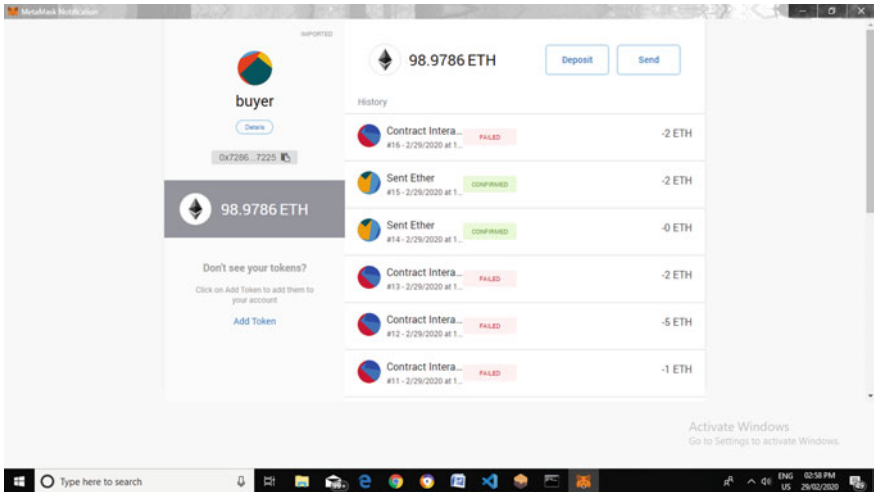 MetaMask Notification
IMPORTED
buyer
Details
0x7286...7225
98.9786 ETH
Don't see your tokens?
Click on Add Token to add them to
your account
Add Token
98.9786 ETH
Deposit
Send
History
Contract Intera... FAILED -2 ETH
#16 - 2/29/2020 at 1...
Sent Ether CONFIRMED -2 ETH
#15 - 2/29/2020 at 1...
Sent Ether CONFIRMED -0 ETH
#14 - 2/29/2020 at 1...
Contract Intera... FAILED -2 ETH
#13 - 2/29/2020 at 1...
Contract Intera... FAILED -5 ETH
#12 - 2/29/2020 at 1...
Contract Intera... FAILED -1 ETH
#11 - 2/29/2020 at 1...
Activate Windows
Go to Settings to activate Windows.
Type here to search
ENG 02:58 PM
US 29/02/2020